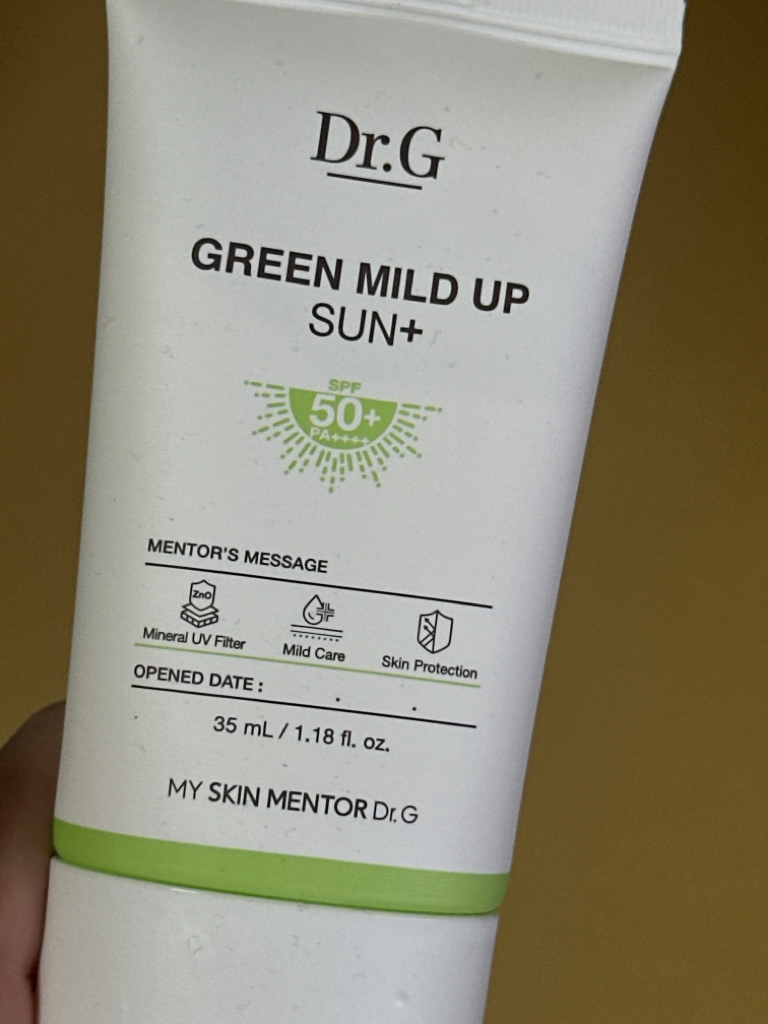 Dr.G
GREEN MILD UP
SUN+
SPF
50+
PA++++
MENTOR'S MESSAGE
ZnO
Mineral UV Filter Mild Care Skin Protection
OPENED DATE : . .
35 mL / 1.18 fl. oz.
MY SKIN MENTOR Dr.G